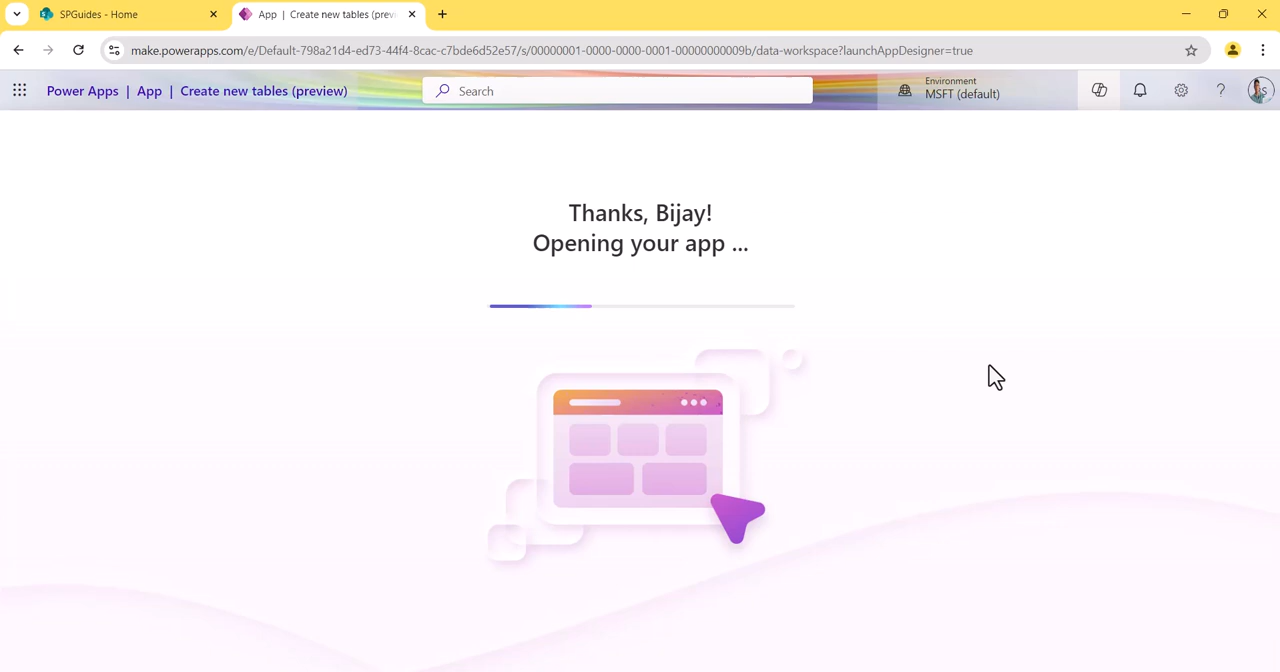 SPGuides - Home
App | Create new tables (previ
make.powerapps.com/e/Default-798a21d4-ed73-44f4-8cac-c7bde6d52e57/s/00000001-0000-0000-0001-00000000009b/data-workspace?launchAppDesigner=true
Power Apps | App | Create new tables (preview)
Search
Environment
MSFT (default)
Thanks, Bijay!
Opening your app ...